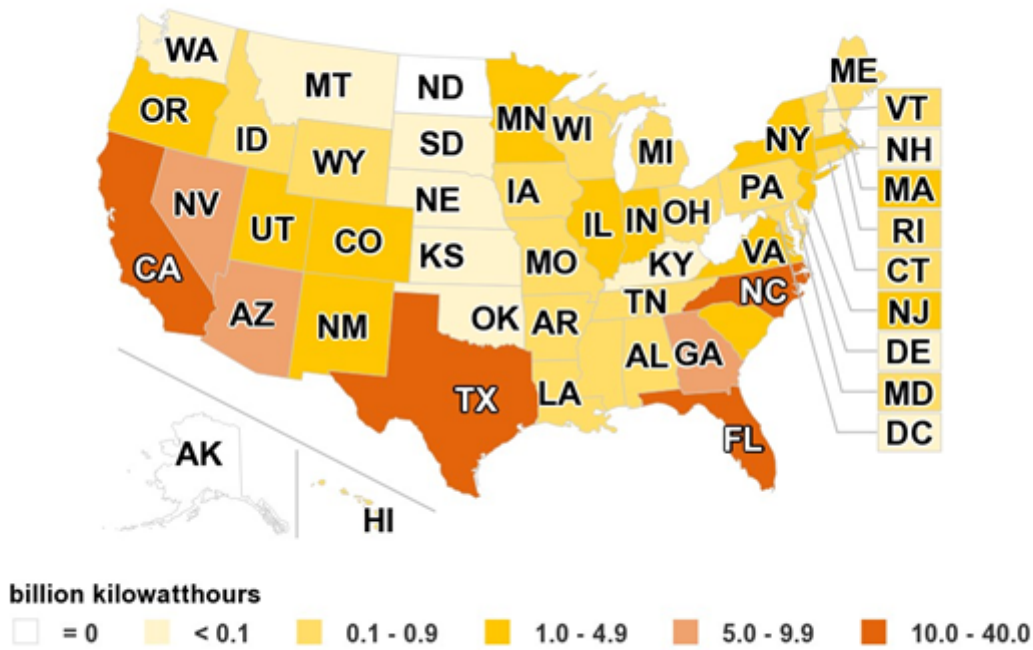 WA
MT
ND
ME
OR
ID
SD
MN
WI
MI
NY
VT
NH
WY
NE
IA
PA
MA
NV
UT
CO
IL
IN
OH
RI
CA
KS
MO
KY
VA
CT
AZ
NM
OK
AR
TN
NC
NJ
AL
GA
DE
TX
LA
FL
MD
DC
AK
HI
billion kilowatthours
= 0 < 0.1 0.1 - 0.9 1.0 - 4.9 5.0 - 9.9 10.0 - 40.0